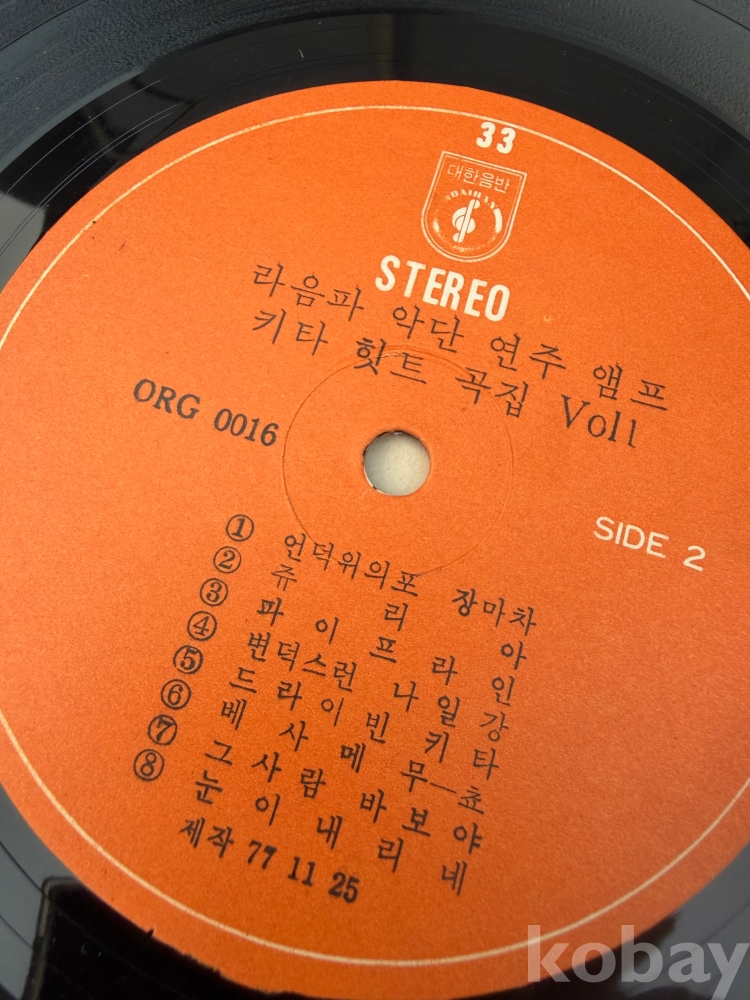 33
대한음반
DAIHAN
STEREO
라음파 악단 연주 앰프
키타 힛트 곡집 Vol1
ORG 0016
SIDE 2
① 언덕위의포 장마차
② 쥬 리 아
③ 파 이 프 라 인
④ 변덕스런 나 일 강
⑤ 드 라 이 빈 키 타
⑥ 베 사 메 무—쵸
⑦ 그 사 람 바 보 야
⑧ 눈 이 내 리 네
제작 77 11 25
kobay